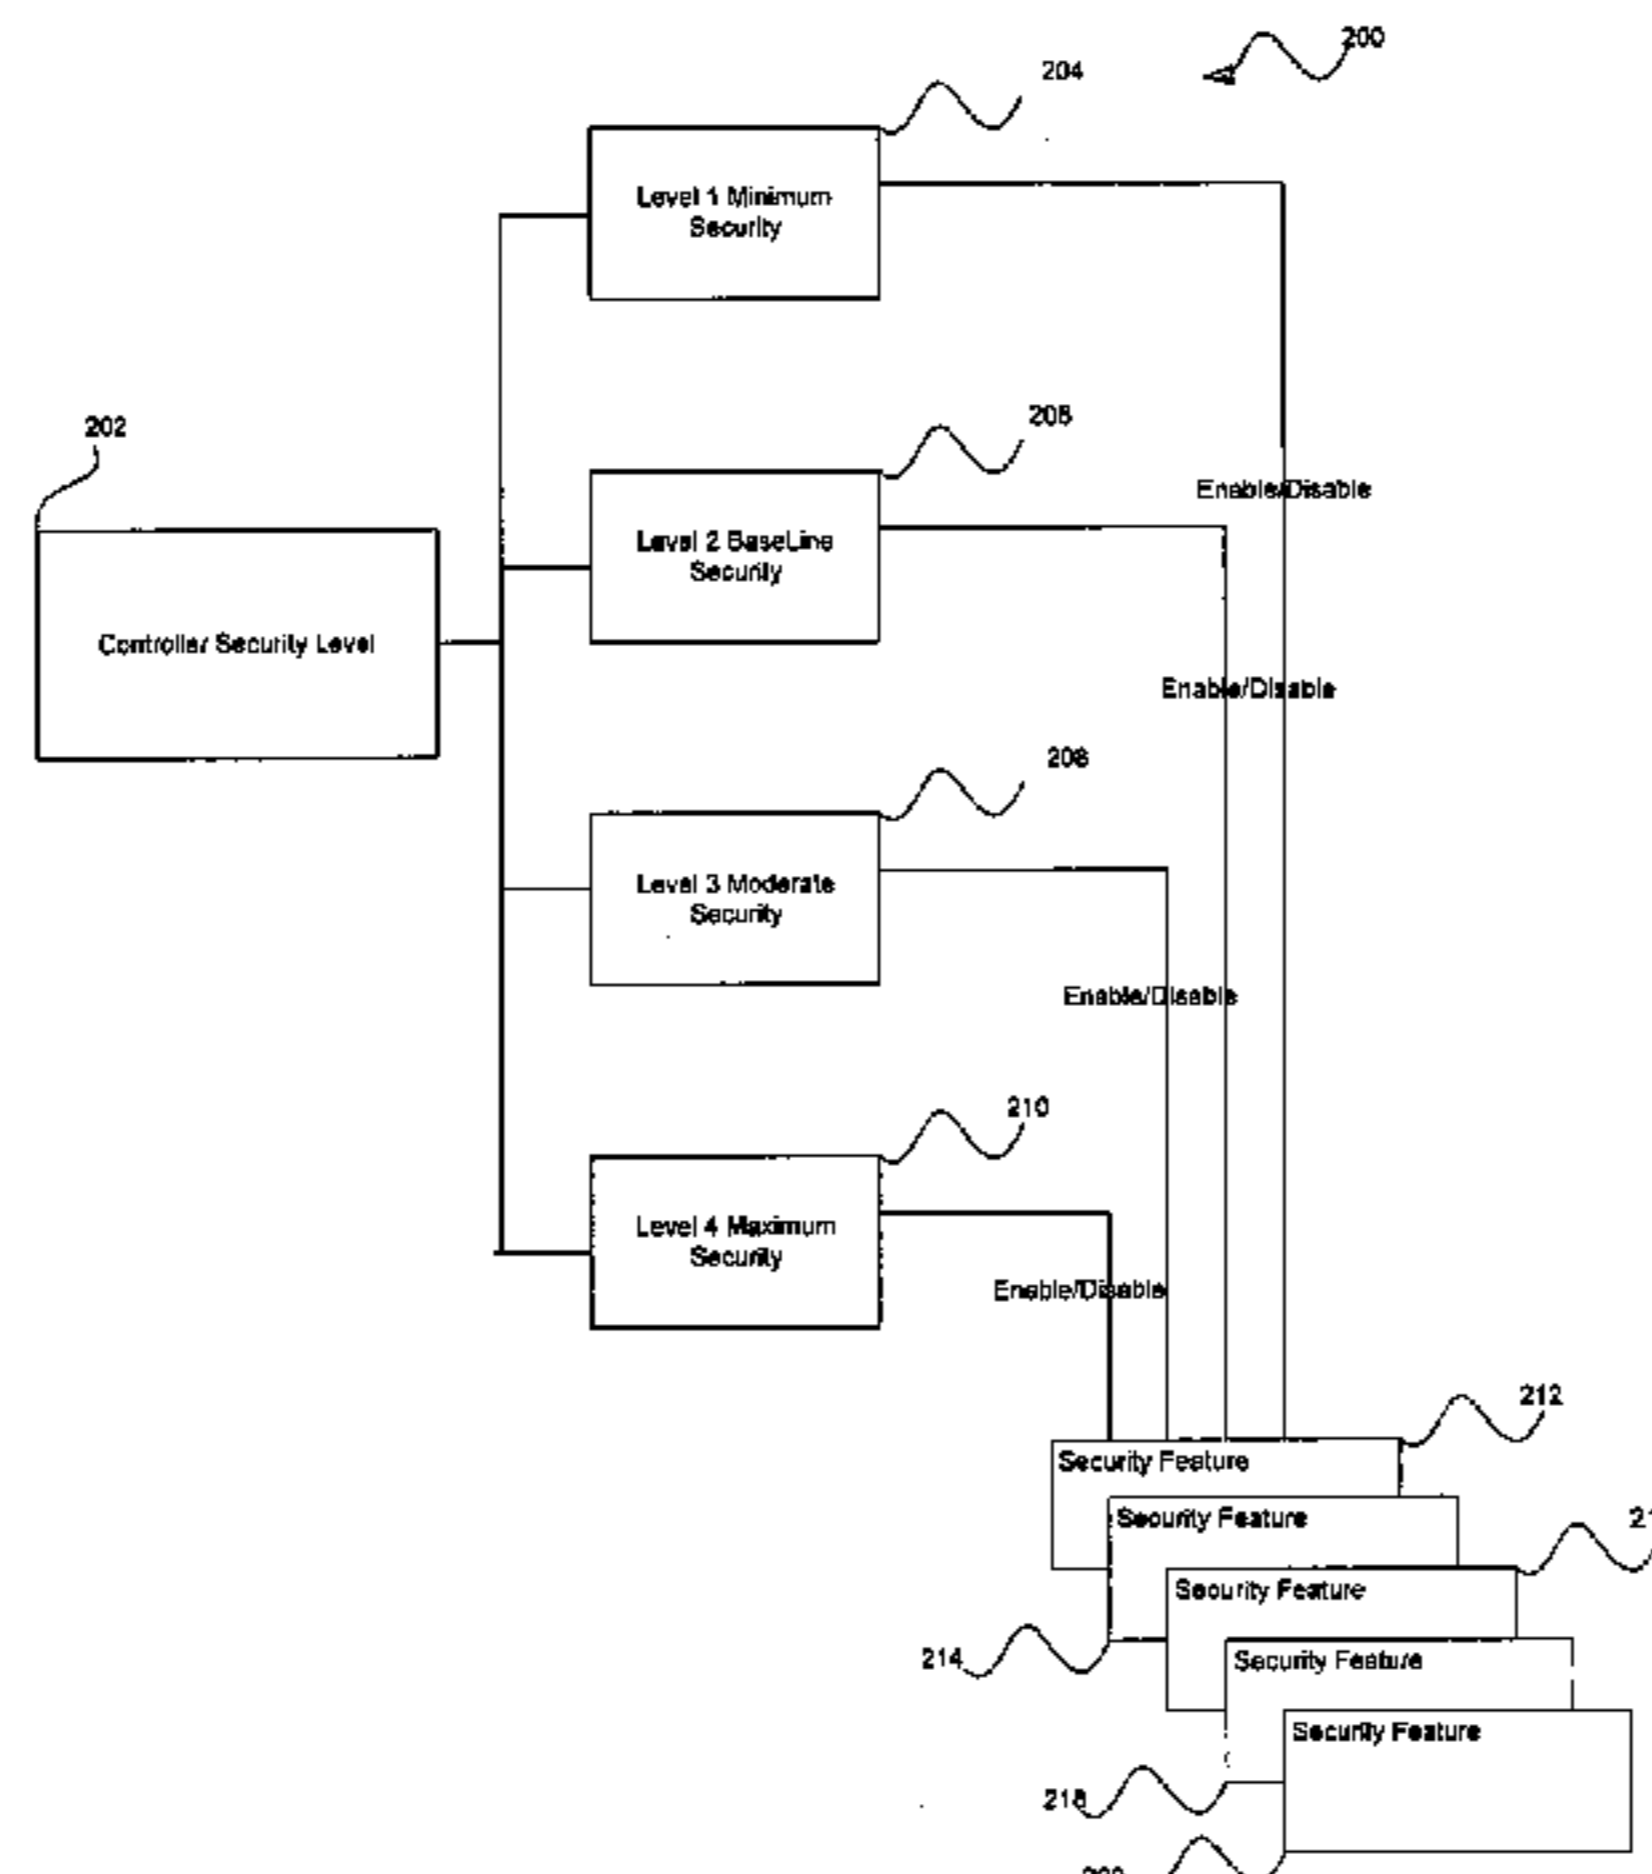 200
204
Level 1 Minimum
Security
202
Enable/Disable
Level 2 BaseLine
Security
Controller Security Level
Enable/Disable
208
Level 3 Moderate
Security
Enable/Disable
210
Level 4 Maximum
Security
Enable/Disable
212
Security Feature
Security Feature
Security Feature
214
Security Feature
Security Feature
218